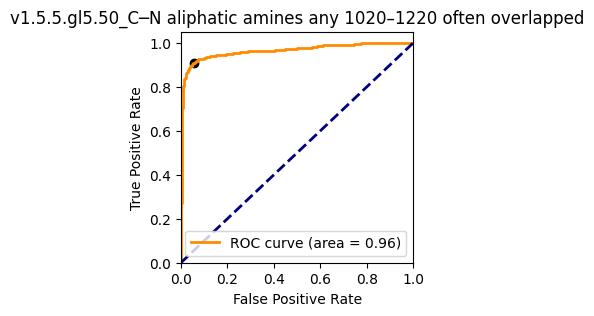 v1.5.5.gl5.50_C─N aliphatic amines any 1020–1220 often overlapped
1.0
0.8
0.6
0.4
0.2
0.0
True Positive Rate
ROC curve (area = 0.96)
0.0 0.2 0.4 0.6 0.8 1.0
False Positive Rate